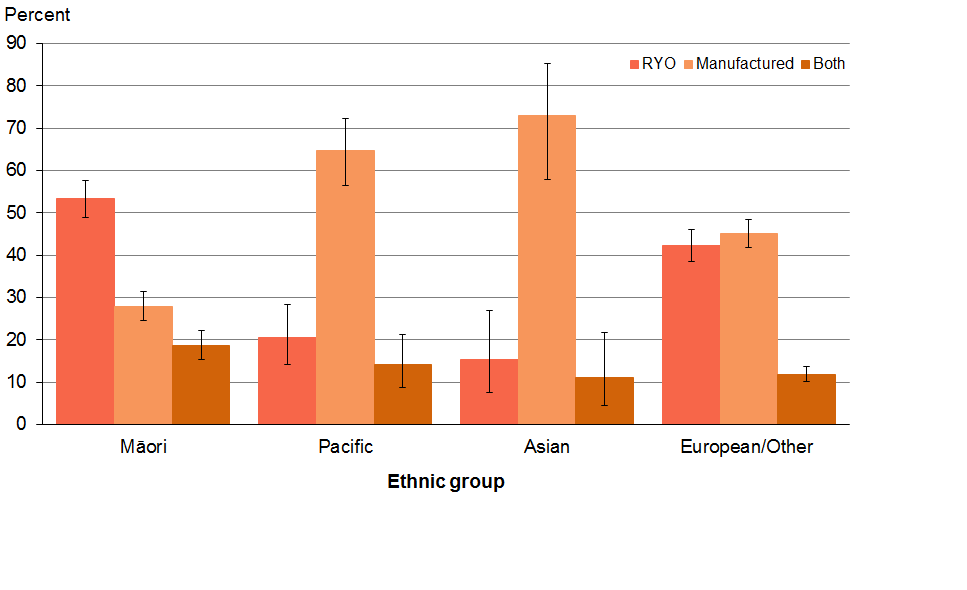 Percent
90
RYO Manufactured Both
80
70
60
50
40
30
20
10
0
Māori Pacific Asian European/Other
Ethnic group